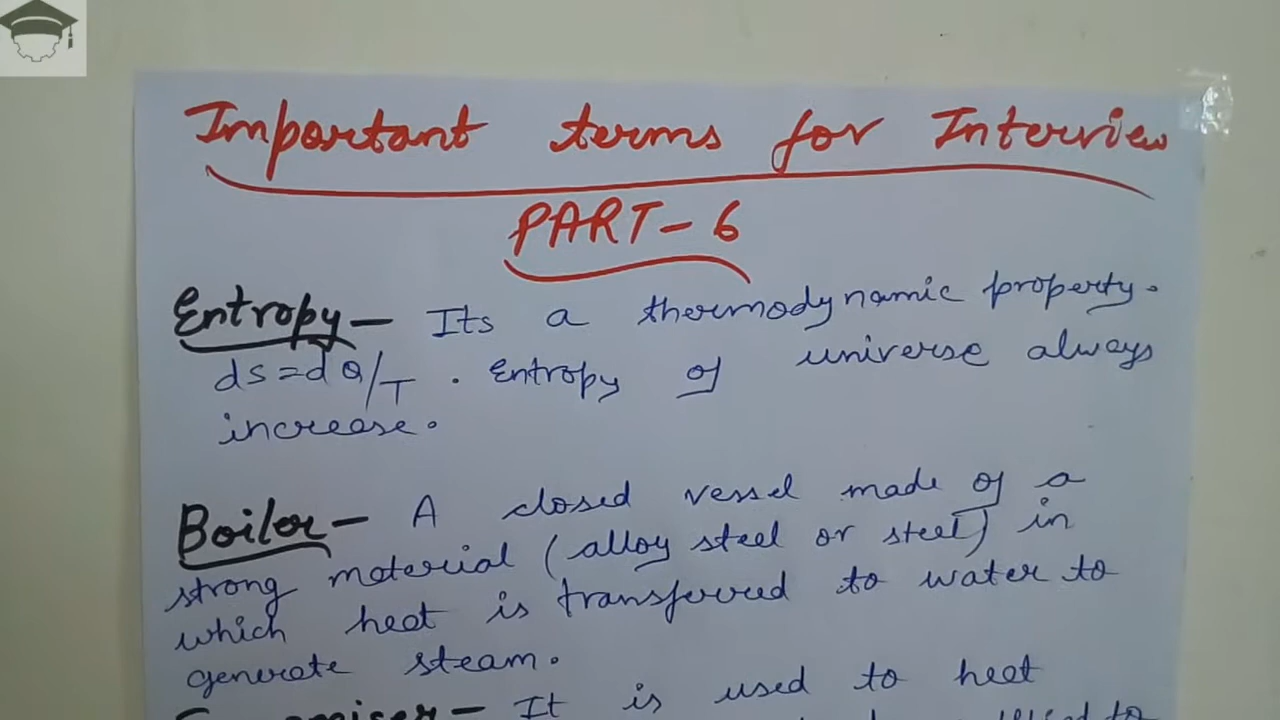 Important terms for Interview
PART-6
Entropy - Its a thermodynamic property.
ds=dQ/T . Entropy of universe always
increase.
Boiler - A closed vessel made of a
strong material (alloy steel or steel) in
which heat is transferred to water to
generate steam.
It is used to heat